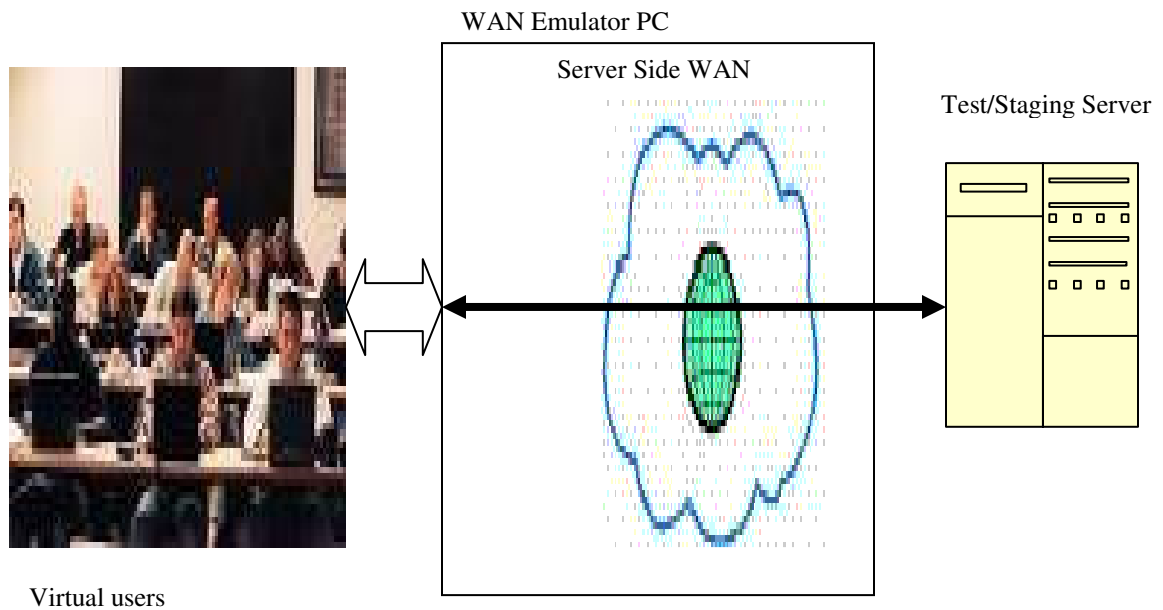 WAN Emulator PC
Server Side WAN
Test/Staging Server
Virtual users